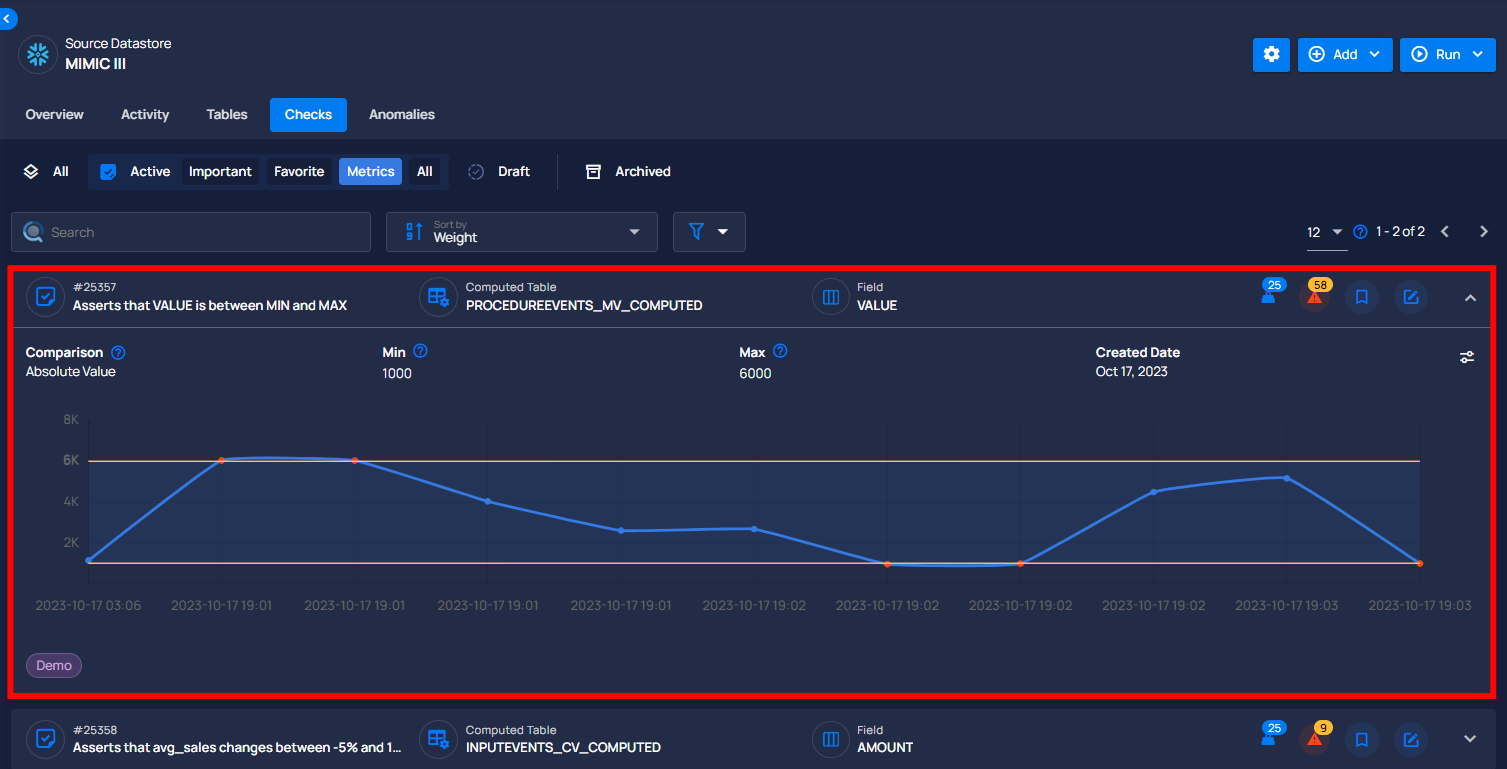 Source Datastore
MIMIC III
Add
Run
Overview Activity Tables Checks Anomalies
All Active Important Favorite Metrics All Draft Archived
Search
Sort by
Weight
12 1 - 2 of 2
#25357
Asserts that VALUE is between MIN and MAX
Computed Table
PROCEDUREEVENTS_MV_COMPUTED
Field
VALUE
25 58
Comparison
Absolute Value
Min
1000
Max
6000
Created Date
Oct 17, 2023
8K
6K
4K
2K
2023-10-17 03:06 2023-10-17 19:01 2023-10-17 19:01 2023-10-17 19:01 2023-10-17 19:01 2023-10-17 19:02 2023-10-17 19:02 2023-10-17 19:02 2023-10-17 19:02 2023-10-17 19:03 2023-10-17 19:03
Demo
#25358
Asserts that avg_sales changes between -5% and 1...
Computed Table
INPUTEVENTS_CV_COMPUTED
Field
AMOUNT
25 9